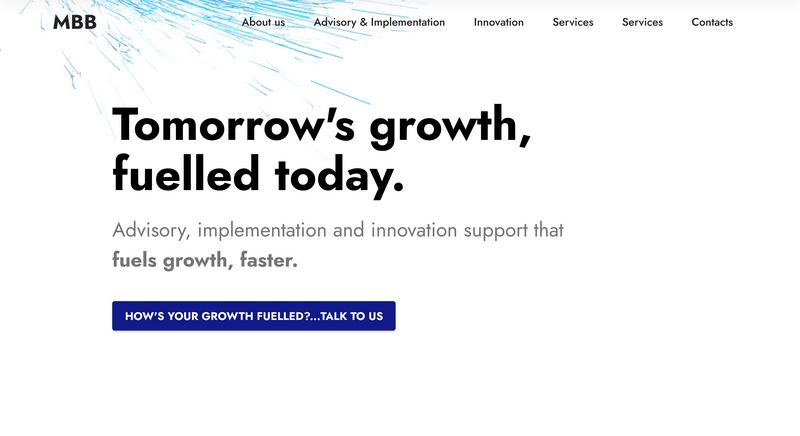 MBB
About us
Advisory & Implementation
Innovation
Services
Services
Contacts
Tomorrow's growth,
fuelled today.
Advisory, implementation and innovation support that
fuels growth, faster.
HOW'S YOUR GROWTH FUELLED?...TALK TO US